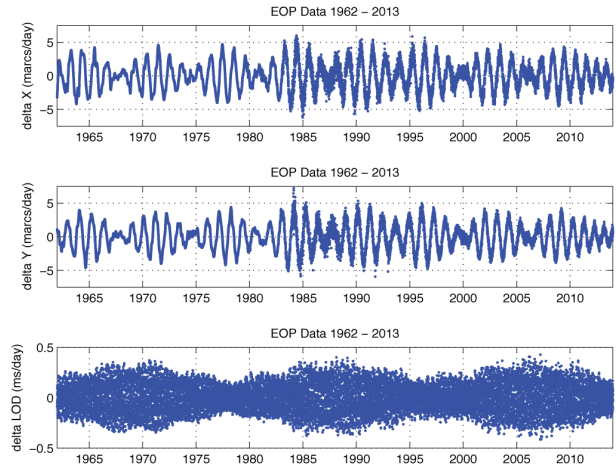 EOP Data 1962 – 2013
delta X (marcs/day)
5
0
−5
1965 1970 1975 1980 1985 1990 1995 2000 2005 2010
EOP Data 1962 – 2013
delta Y (marcs/day)
5
0
−5
1965 1970 1975 1980 1985 1990 1995 2000 2005 2010
EOP Data 1962 – 2013
delta LOD (ms/day)
0.5
0
−0.5
1965 1970 1975 1980 1985 1990 1995 2000 2005 2010